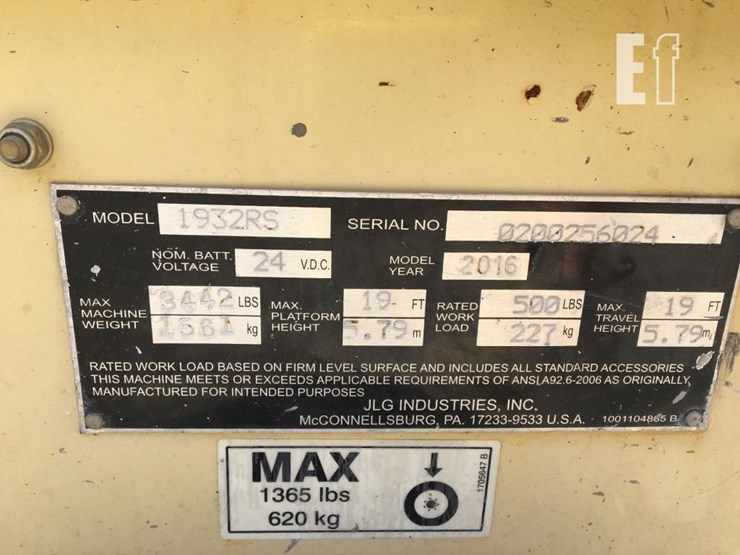 Ef
MODEL 1932RS SERIAL NO. 0200256024
NOM. BATT. VOLTAGE 24 V.D.C. MODEL YEAR 2016
MAX MACHINE WEIGHT 3442 LBS 1561 kg MAX. PLATFORM HEIGHT 19 FT 5.79 m RATED WORK LOAD 500 LBS 227 kg MAX. TRAVEL HEIGHT 19 FT 5.79 m
RATED WORK LOAD BASED ON FIRM LEVEL SURFACE AND INCLUDES ALL STANDARD ACCESSORIES
THIS MACHINE MEETS OR EXCEEDS APPLICABLE REQUIREMENTS OF ANSI,A92.6-2006 AS ORIGINALLY
MANUFACTURED FOR INTENDED PURPOSES
JLG INDUSTRIES, INC.
McCONNELLSBURG, PA. 17233-9533 U.S.A. 1001104865 B
MAX
1365 lbs
620 kg
1705647 B